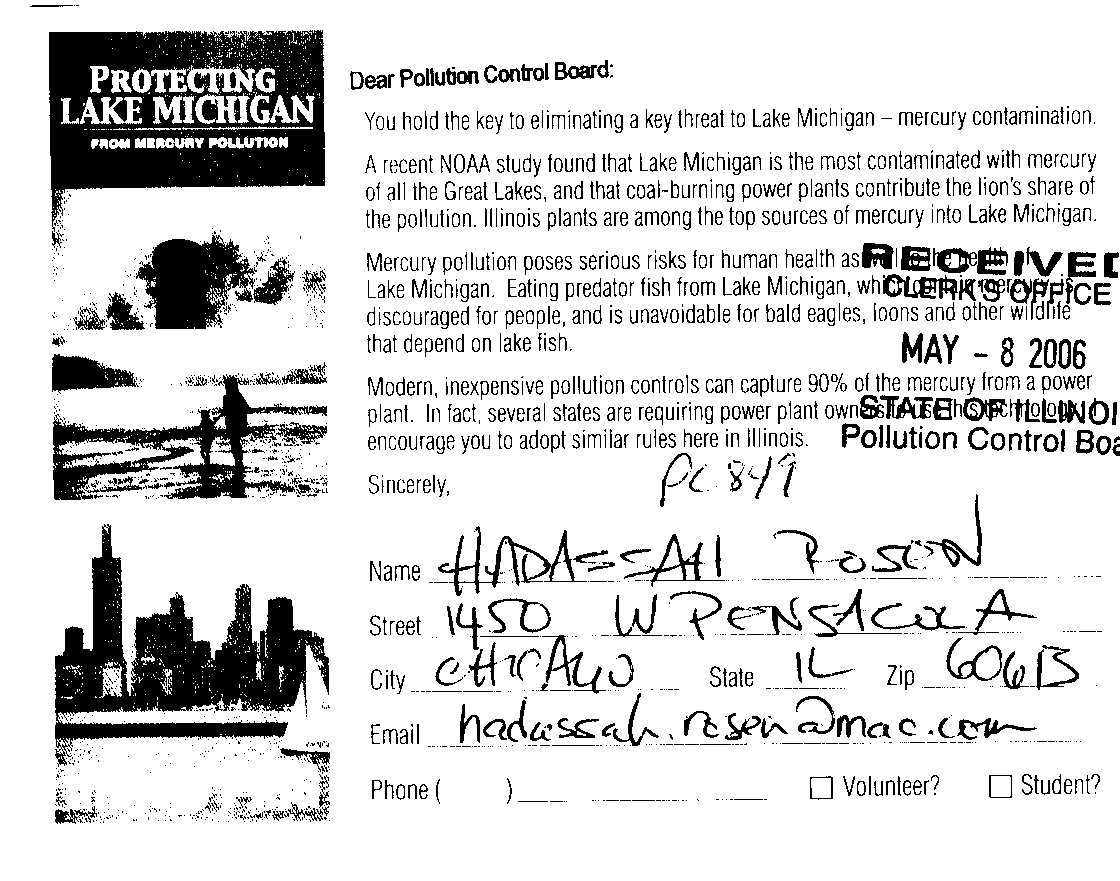 PROTECTING
LAKE MICHIGAN
FROM MERCURY POLLUTION
Dear Pollution Control Board:
You hold the key to eliminating a key threat to Lake Michigan – mercury contamination.
A recent NOAA study found that Lake Michigan is the most contaminated with mercury
of all the Great Lakes, and that coal-burning power plants contribute the lion's share of
the pollution. Illinois plants are among the top sources of mercury into Lake Michigan.
Mercury pollution poses serious risks for human health as
RECEIVED
Lake Michigan. Eating predator fish from Lake Michigan,
CLERK'S OFFICE
discouraged for people, and is unavoidable for bald eagles, loons and other wildlife
that depend on lake fish.
MAY - 8 2006
Modern, inexpensive pollution controls can capture 90% of the mercury from a power
plant. In fact, several states are requiring power plant
STATE OF ILLINOI
encourage you to adopt similar rules here in Illinois.
Pollution Control Boa
Sincerely,
PC 849
Name HADASSAH ROSEN
Street 1450 W PENSACOLA
City CHICAGO State IL Zip 60613
Email hadassah.rosen@mac.com
Phone ( )
Volunteer? Student?